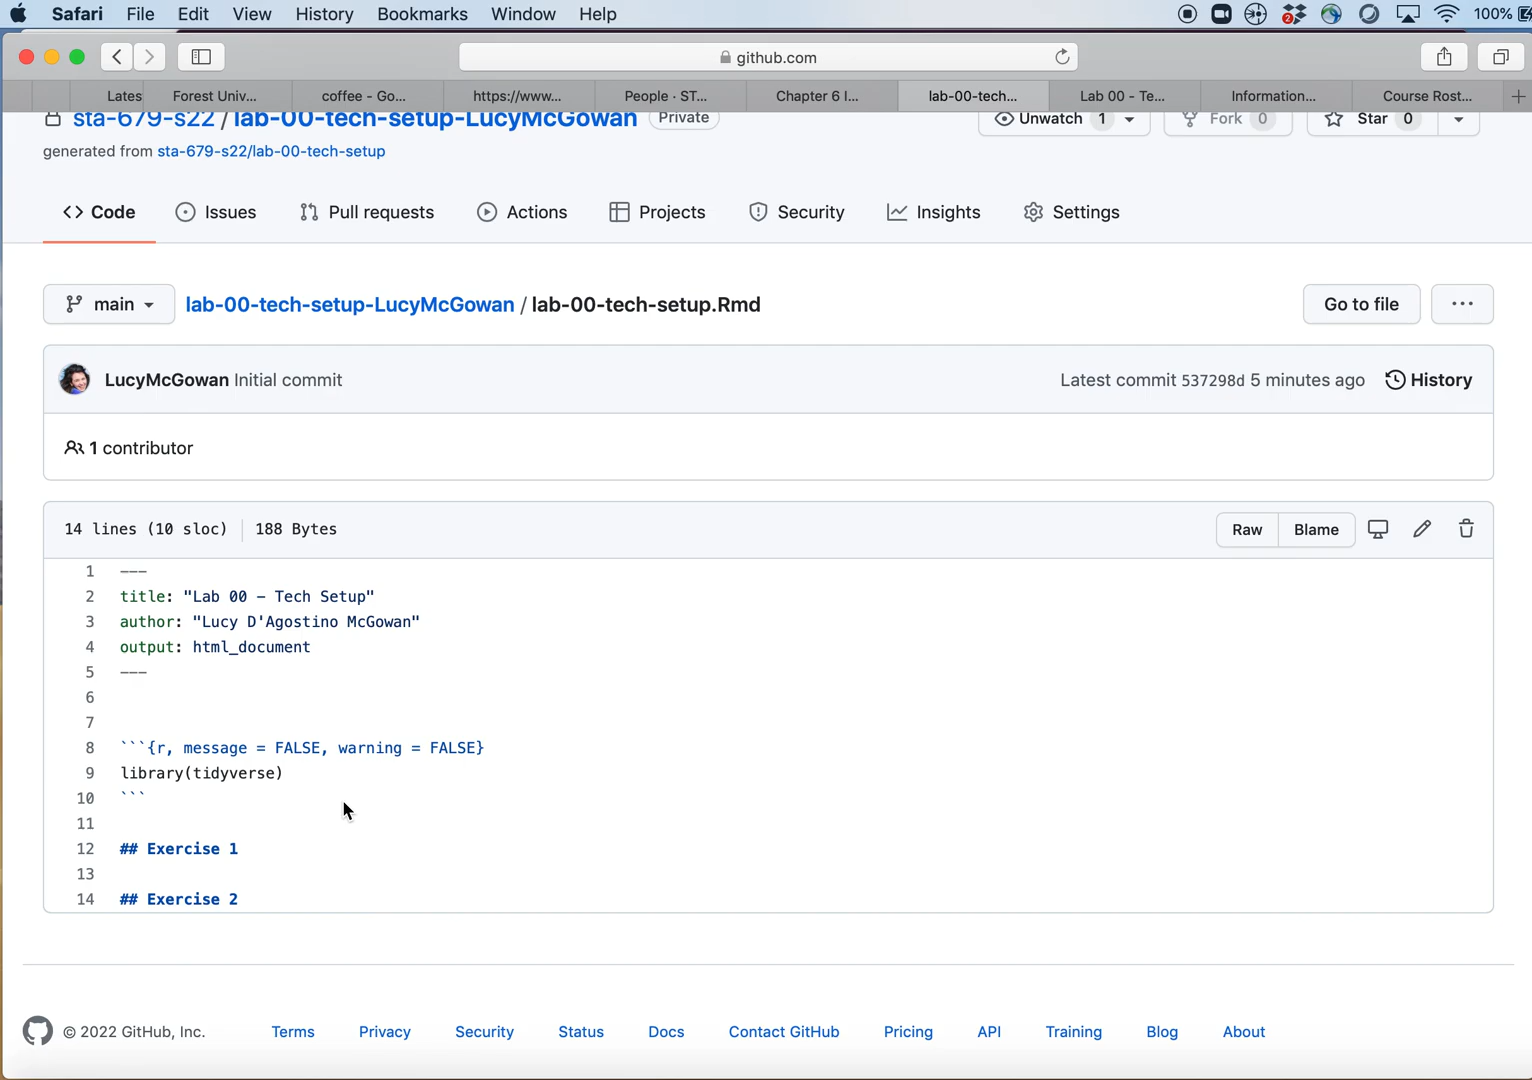 Safari File Edit View History Bookmarks Window Help 2 100%
github.com
Lates Forest Univ... coffee - Go... https://www... People · ST... Chapter 6 I... lab-00-tech... Lab 00 - Te... Information... Course Rost... +
sta-679-s22 / lab-00-tech-setup-LucyMcGowan Private Unwatch 1 Fork 0 Star 0
generated from sta-679-s22/lab-00-tech-setup
Code Issues Pull requests Actions Projects Security Insights Settings
main lab-00-tech-setup-LucyMcGowan / lab-00-tech-setup.Rmd Go to file ...
LucyMcGowan Initial commit Latest commit 537298d 5 minutes ago History
1 contributor
14 lines (10 sloc) 188 Bytes Raw Blame
1 ---
2 title: "Lab 00 - Tech Setup"
3 author: "Lucy D'Agostino McGowan"
4 output: html_document
5 ---
6
7
8 ```{r, message = FALSE, warning = FALSE}
9 library(tidyverse)
10 ```
11
12 ## Exercise 1
13
14 ## Exercise 2
© 2022 GitHub, Inc. Terms Privacy Security Status Docs Contact GitHub Pricing API Training Blog About